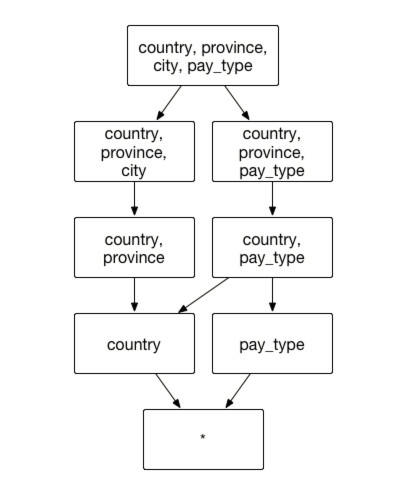 country, province,
city, pay_type
country,
province,
city
country,
province,
pay_type
country,
province
country,
pay_type
country
pay_type
*